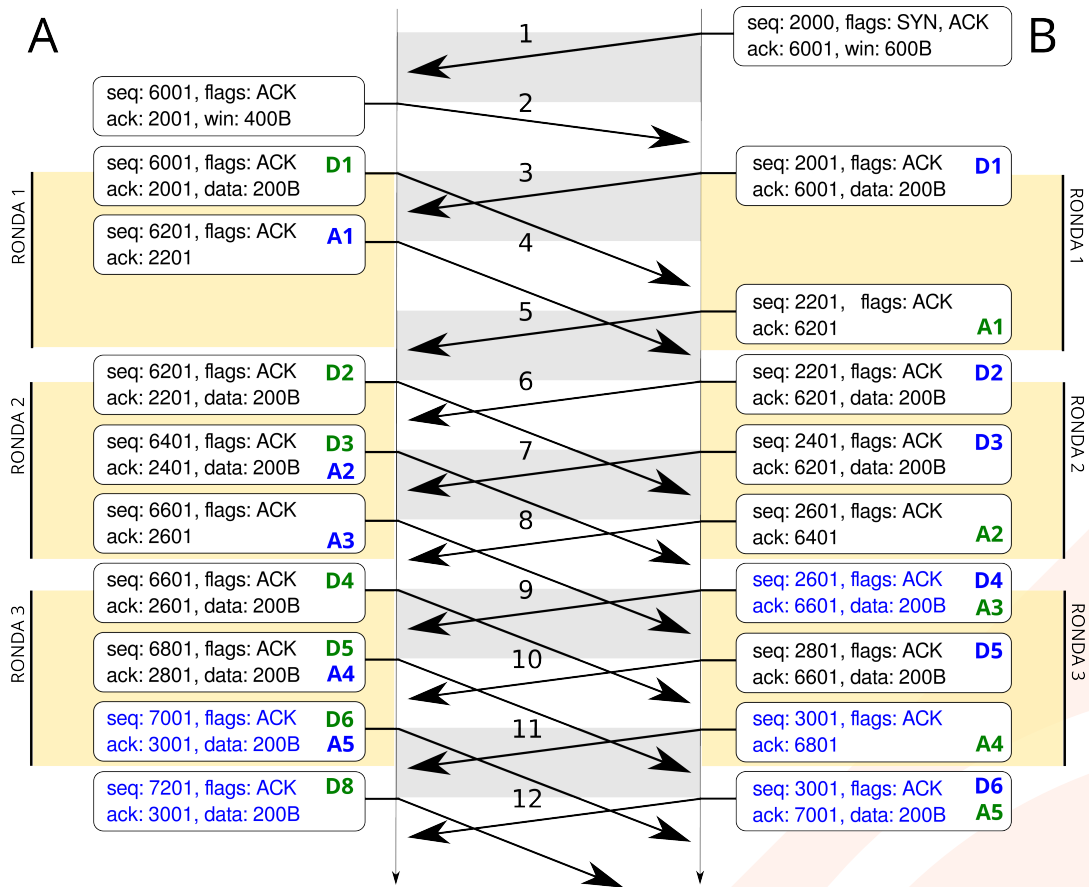 A
B
1
seq: 2000, flags: SYN, ACK
ack: 6001, win: 600B
2
seq: 6001, flags: ACK
ack: 2001, win: 400B
RONDA 1
RONDA 1
3
seq: 6001, flags: ACK D1
ack: 2001, data: 200B
seq: 2001, flags: ACK D1
ack: 6001, data: 200B
4
seq: 6201, flags: ACK A1
ack: 2201
5
seq: 2201, flags: ACK
ack: 6201 A1
RONDA 2
RONDA 2
6
seq: 6201, flags: ACK D2
ack: 2201, data: 200B
seq: 2201, flags: ACK D2
ack: 6201, data: 200B
7
seq: 6401, flags: ACK D3
ack: 2401, data: 200B A2
seq: 2401, flags: ACK D3
ack: 6201, data: 200B
8
seq: 6601, flags: ACK
ack: 2601 A3
seq: 2601, flags: ACK
ack: 6401 A2
RONDA 3
RONDA 3
9
seq: 6601, flags: ACK D4
ack: 2601, data: 200B
seq: 2601, flags: ACK D4
ack: 6601, data: 200B A3
10
seq: 6801, flags: ACK D5
ack: 2801, data: 200B A4
seq: 2801, flags: ACK D5
ack: 6601, data: 200B
11
seq: 7001, flags: ACK D6
ack: 3001, data: 200B A5
seq: 3001, flags: ACK
ack: 6801 A4
12
seq: 7201, flags: ACK D8
ack: 3001, data: 200B
seq: 3001, flags: ACK D6
ack: 7001, data: 200B A5